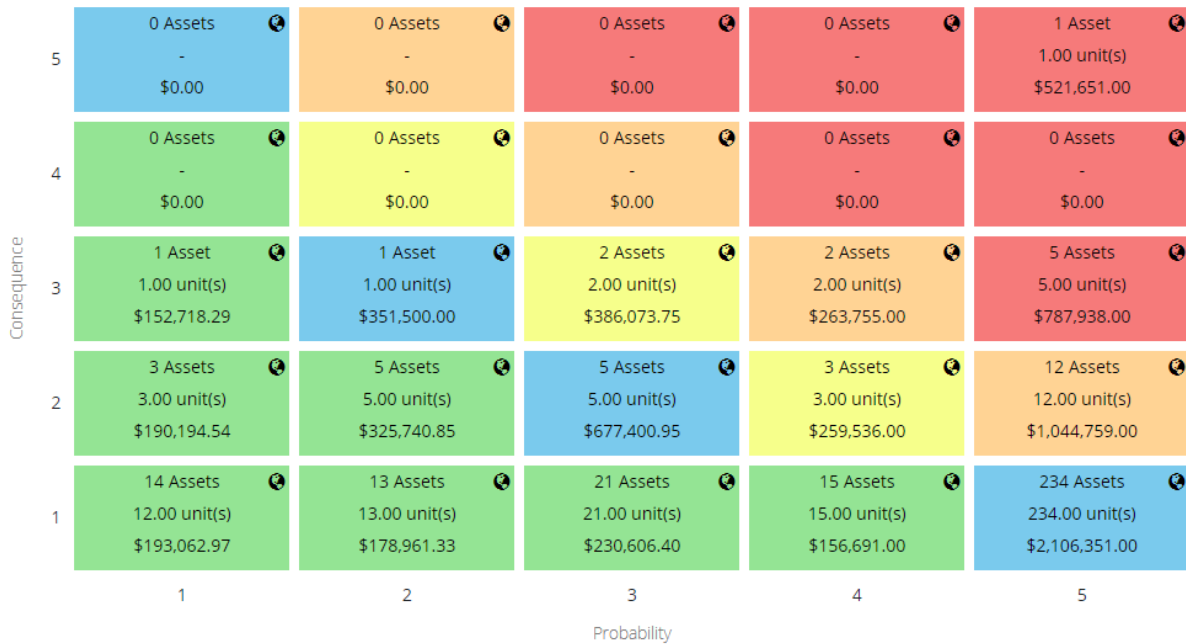 0 Assets
-
$0.00
0 Assets
-
$0.00
0 Assets
-
$0.00
0 Assets
-
$0.00
1 Asset
1.00 unit(s)
$521,651.00
5
0 Assets
-
$0.00
0 Assets
-
$0.00
0 Assets
-
$0.00
0 Assets
-
$0.00
0 Assets
-
$0.00
4
1 Asset
1.00 unit(s)
$152,718.29
1 Asset
1.00 unit(s)
$351,500.00
2 Assets
2.00 unit(s)
$386,073.75
2 Assets
2.00 unit(s)
$263,755.00
5 Assets
5.00 unit(s)
$787,938.00
3
Consequence
3 Assets
3.00 unit(s)
$190,194.54
5 Assets
5.00 unit(s)
$325,740.85
5 Assets
5.00 unit(s)
$677,400.95
3 Assets
3.00 unit(s)
$259,536.00
12 Assets
12.00 unit(s)
$1,044,759.00
2
14 Assets
12.00 unit(s)
$193,062.97
13 Assets
13.00 unit(s)
$178,961.33
21 Assets
21.00 unit(s)
$230,606.40
15 Assets
15.00 unit(s)
$156,691.00
234 Assets
234.00 unit(s)
$2,106,351.00
1
1
2
3
4
5
Probability